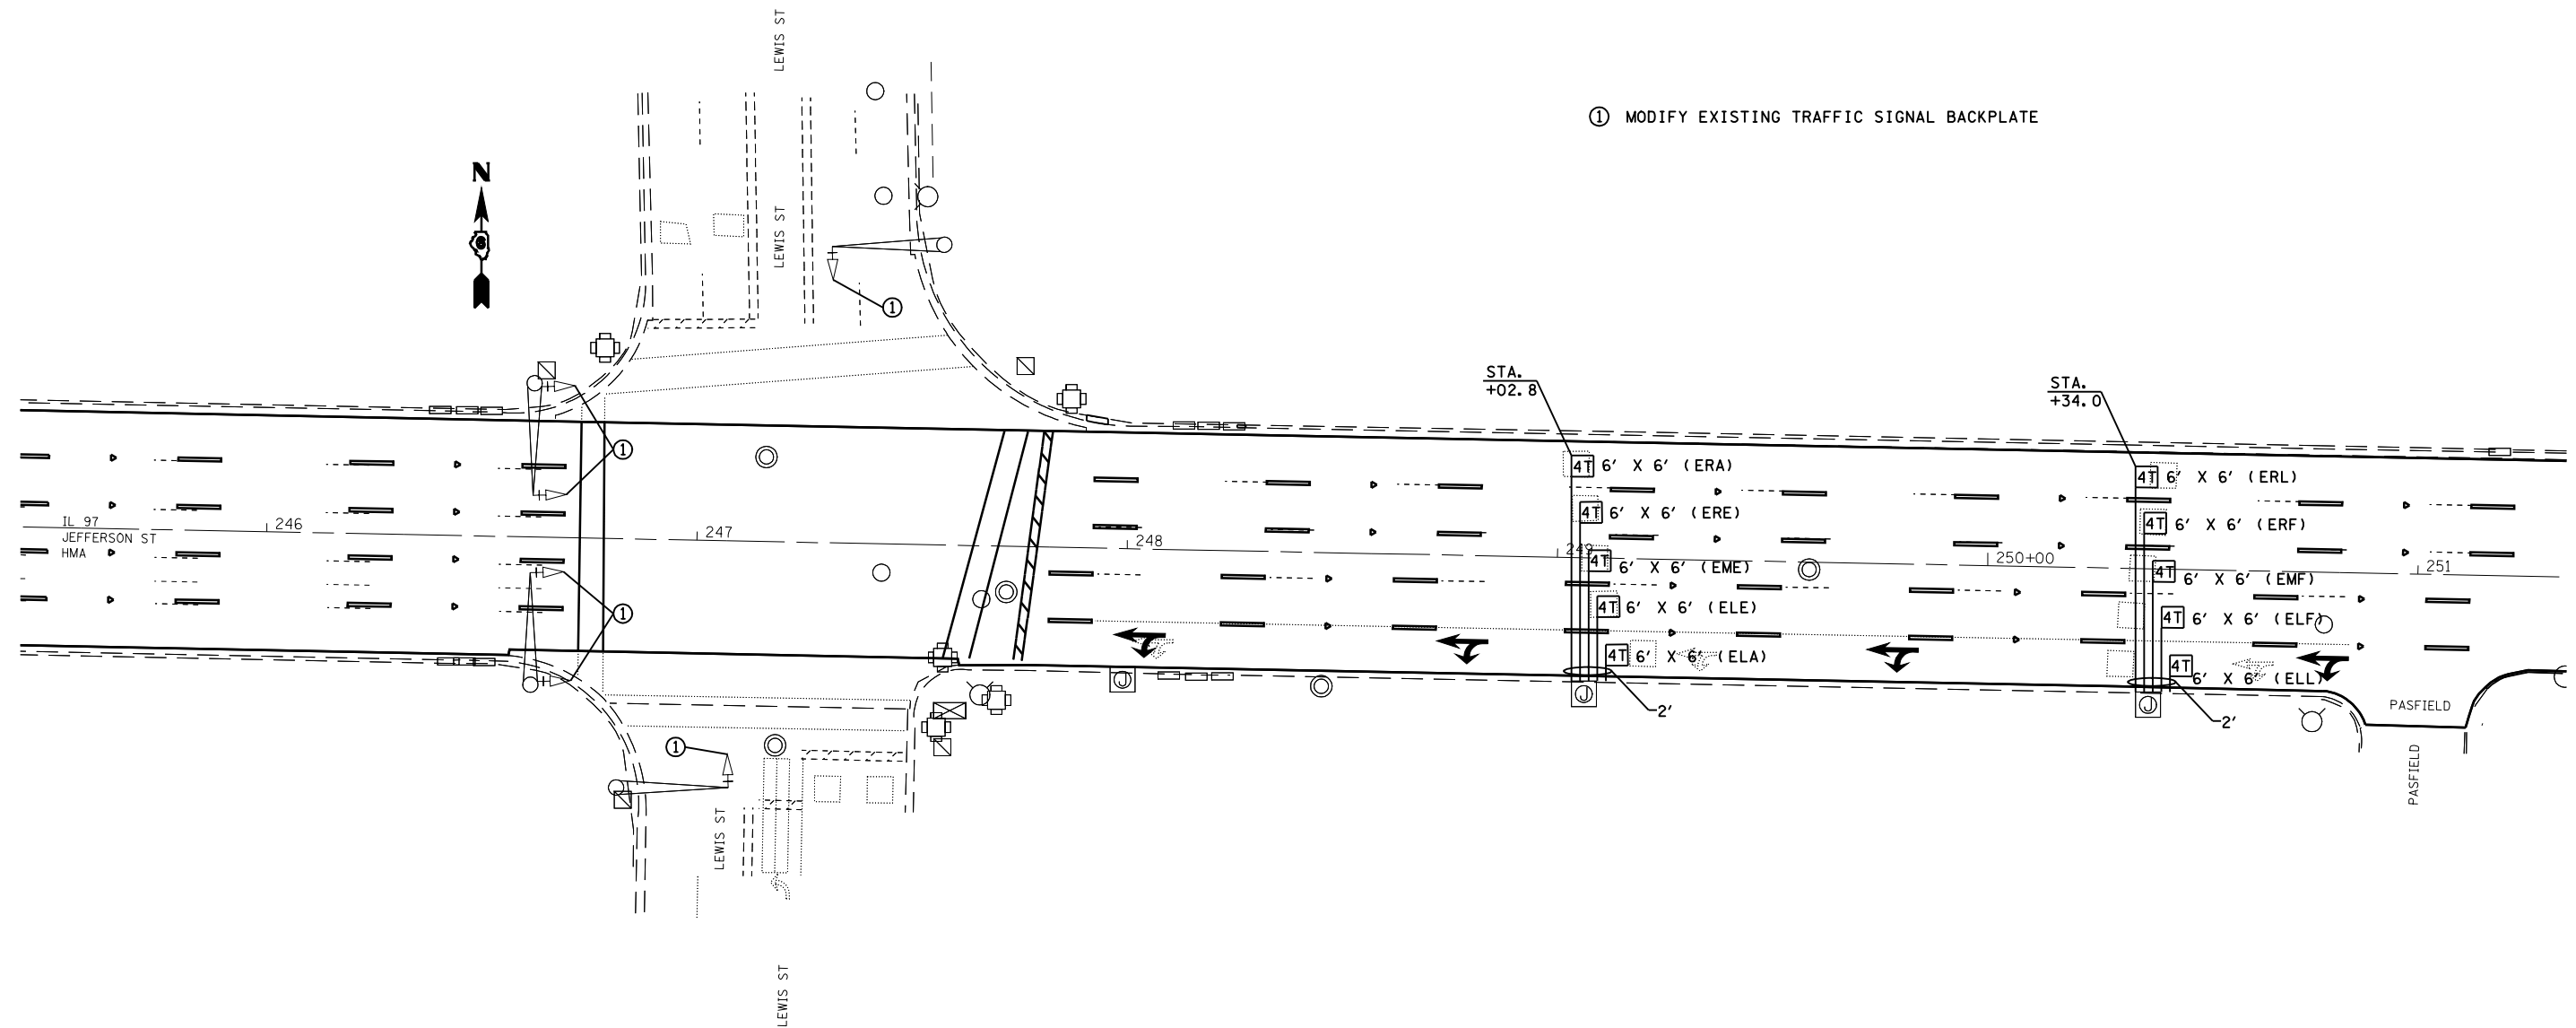 LEWIS ST
① MODIFY EXISTING TRAFFIC SIGNAL BACKPLATE
N
6
LEWIS ST
1
STA.
+02.8
STA.
+34.0
1
4T 6' X 6' (ERA)
4T 6' X 6' (ERL)
4T 6' X 6' (ERE)
4T 6' X 6' (ERF)
IL 97
JEFFERSON ST
HMA
246
247
248
249
250+00
251
4T 6' X 6' (EME)
4T 6' X 6' (EMF)
4T 6' X 6' (ELE)
4T 6' X 6' (ELF)
1
4T 6' X 6' (ELA)
4T 6' X 6' (ELL)
J
J
J
2'
2'
PASFIELD
PASFIELD
1
LEWIS ST
LEWIS ST